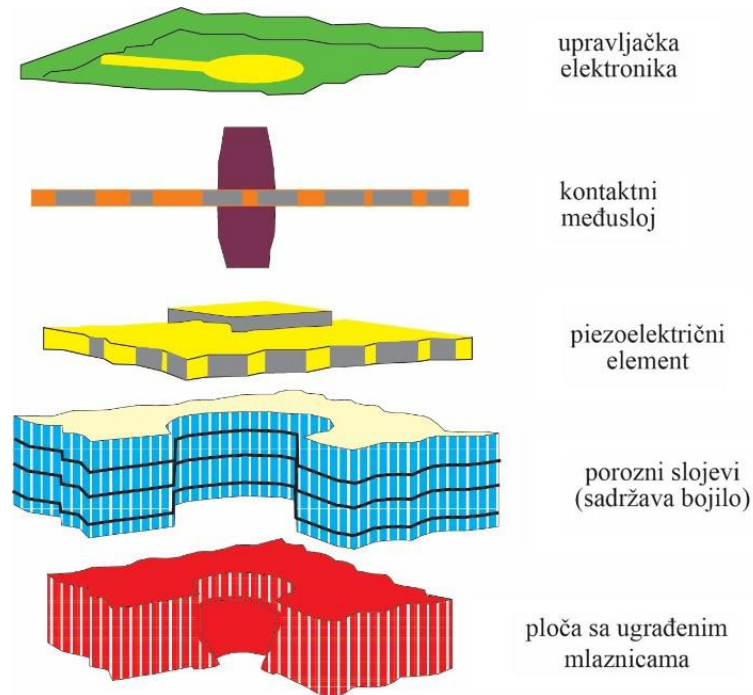 upravljačka
elektronika
kontaktni
međusloj
piezoelektrični
element
porozni slojevi
(sadržava bojilo)
ploča sa ugrađenim
mlaznicama